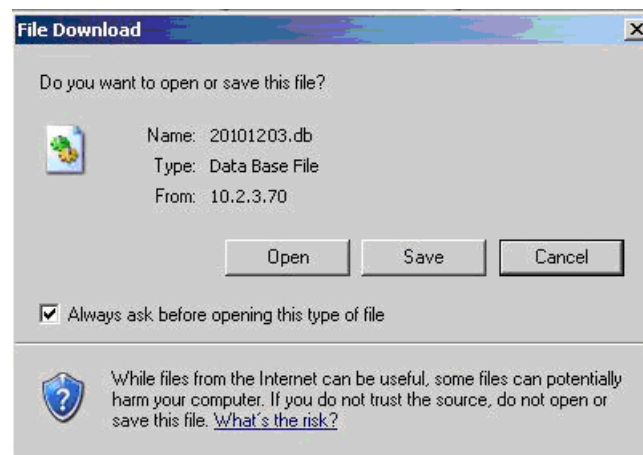 File Download
Do you want to open or save this file?
Name: 20101203.db
Type: Data Base File
From: 10.2.3.70
Open Save Cancel
Always ask before opening this type of file
While files from the Internet can be useful, some files can potentially
harm your computer. If you do not trust the source, do not open or
save this file. What's the risk?